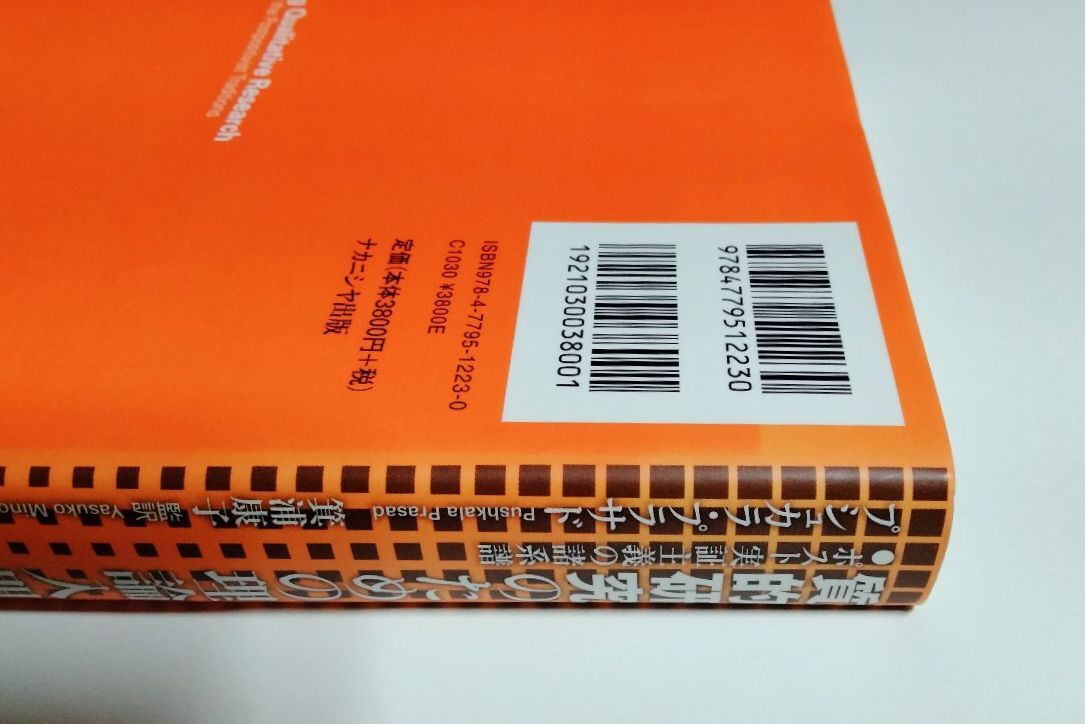 Qualitative Research
Traditions
9784779512230
1921030038001
ISBN978-4-7795-1223-0
C1030 ¥3800E
定価(本体3800円+税)
ナカニシヤ出版
プシュカラ・プラサド Pushkala Prasad 箕浦康子 監訳 Yasuko
●ポスト実証主義の諸系譜
質的研究のための理論入